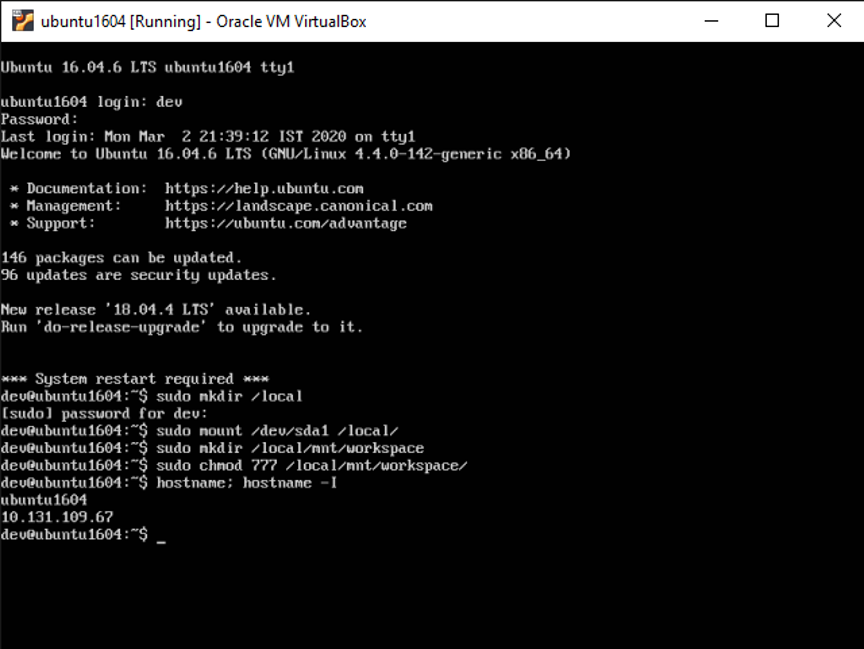 ubuntu1604 [Running] - Oracle VM VirtualBox
Ubuntu 16.04.6 LTS ubuntu1604 tty1
ubuntu1604 login: dev
Password:
Last login: Mon Mar  2 21:39:12 IST 2020 on tty1
Welcome to Ubuntu 16.04.6 LTS (GNU/Linux 4.4.0-142-generic x86_64)
 * Documentation:  https://help.ubuntu.com
 * Management:     https://landscape.canonical.com
 * Support:        https://ubuntu.com/advantage
146 packages can be updated.
96 updates are security updates.
New release '18.04.4 LTS' available.
Run 'do-release-upgrade' to upgrade to it.
*** System restart required ***
dev@ubuntu1604:~$ sudo mkdir /local
[sudo] password for dev:
dev@ubuntu1604:~$ sudo mount /dev/sda1 /local/
dev@ubuntu1604:~$ sudo mkdir /local/mnt/workspace
dev@ubuntu1604:~$ sudo chmod 777 /local/mnt/workspace/
dev@ubuntu1604:~$ hostname; hostname -I
ubuntu1604
10.131.109.67
dev@ubuntu1604:~$ _